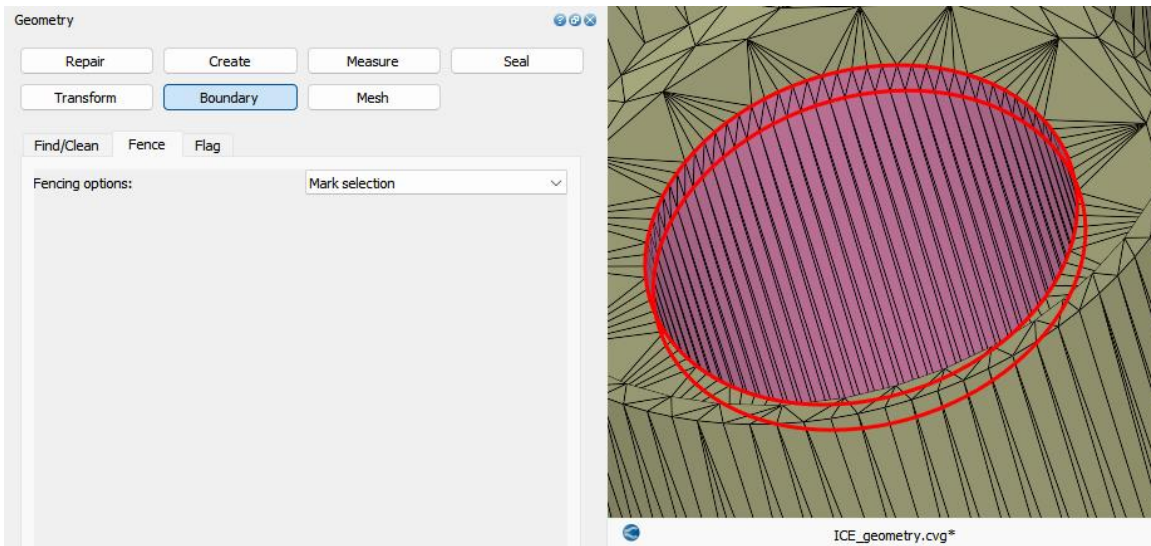 Geometry
Repair Create Measure Seal
Transform Boundary Mesh
Find/Clean Fence Flag
Fencing options: Mark selection
ICE_geometry.cvg*